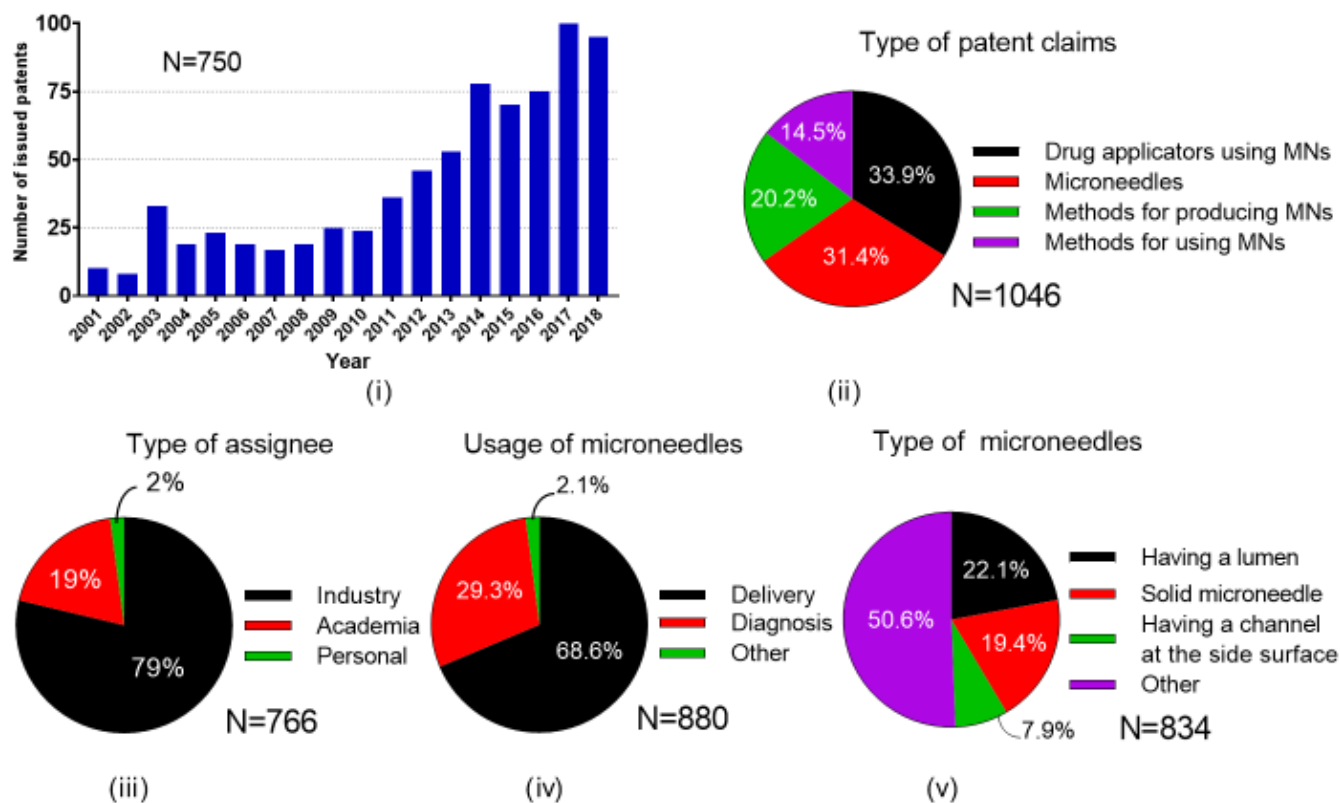 100
75
50
25
0
Number of issued patents
N=750
2001
2002
2003
2004
2005
2006
2007
2008
2009
2010
2011
2012
2013
2014
2015
2016
2017
2018
Year
(i)
Type of patent claims
14.5%
33.9%
20.2%
31.4%
Drug applicators using MNs
Microneedles
Methods for producing MNs
Methods for using MNs
N=1046
(ii)
Type of assignee
2%
19%
79%
Industry
Academia
Personal
N=766
(iii)
Usage of microneedles
2.1%
29.3%
68.6%
Delivery
Diagnosis
Other
N=880
(iv)
Type of microneedles
22.1%
50.6%
19.4%
7.9%
Having a lumen
Solid microneedle
Having a channel
at the side surface
Other
N=834
(v)